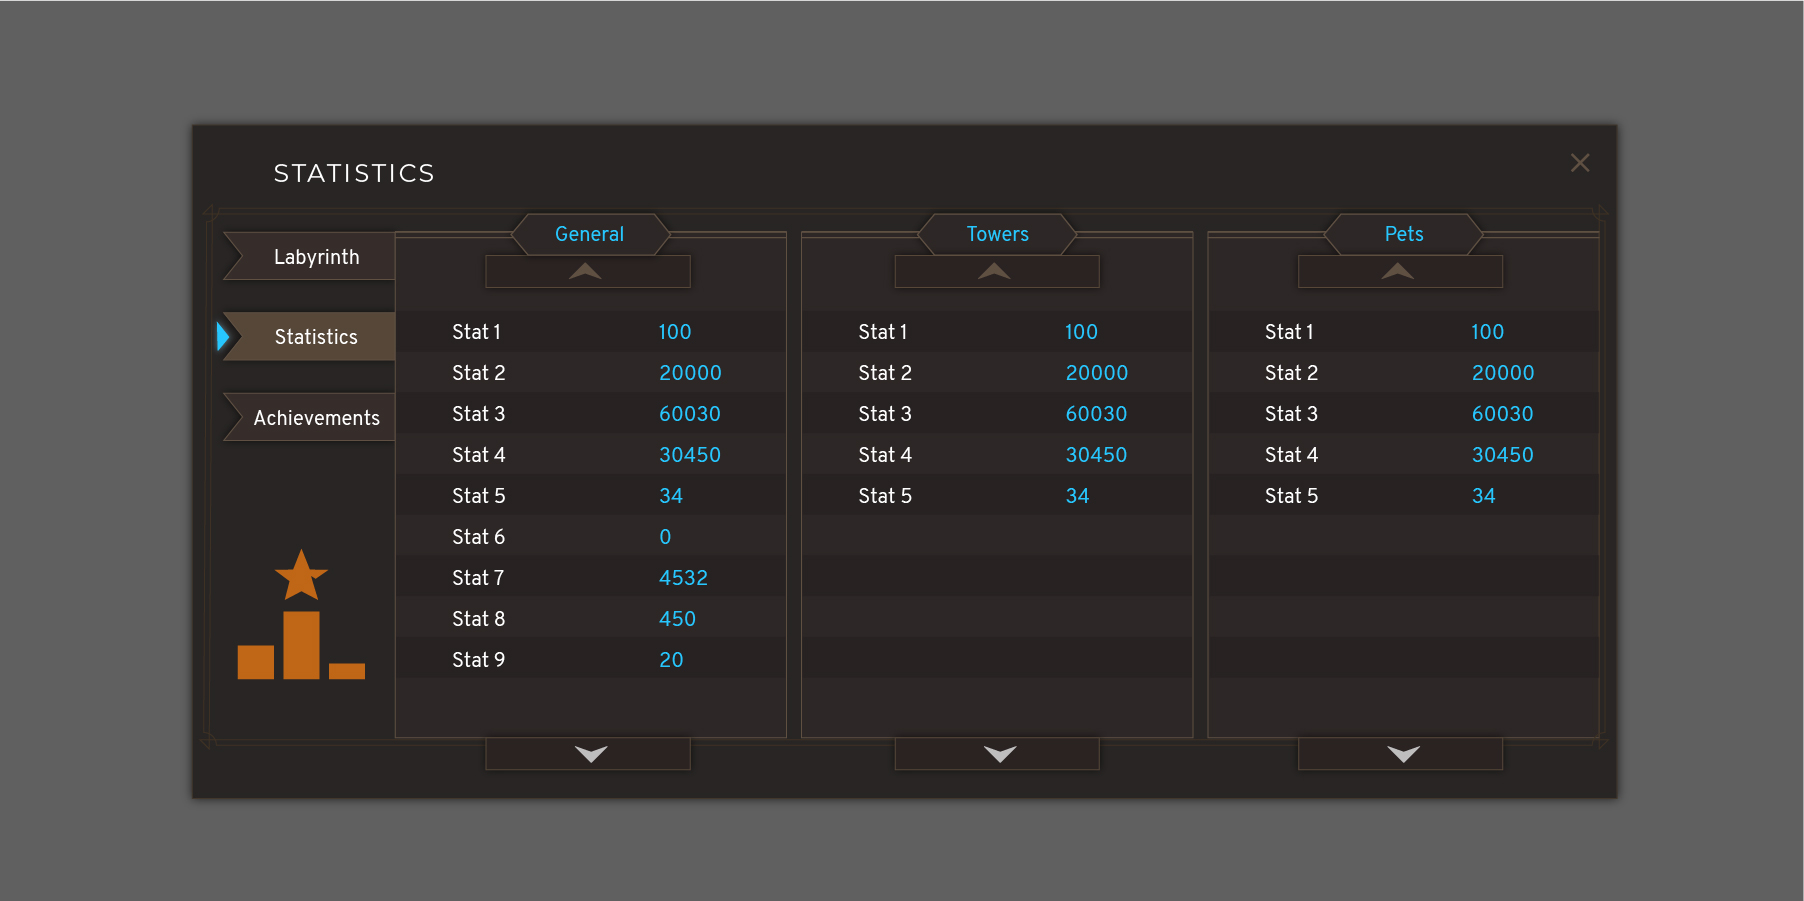 STATISTICS
Labyrinth
Statistics
Achievements
General
Stat 1 100
Stat 2 20000
Stat 3 60030
Stat 4 30450
Stat 5 34
Stat 6 0
Stat 7 4532
Stat 8 450
Stat 9 20
Towers
Stat 1 100
Stat 2 20000
Stat 3 60030
Stat 4 30450
Stat 5 34
Pets
Stat 1 100
Stat 2 20000
Stat 3 60030
Stat 4 30450
Stat 5 34